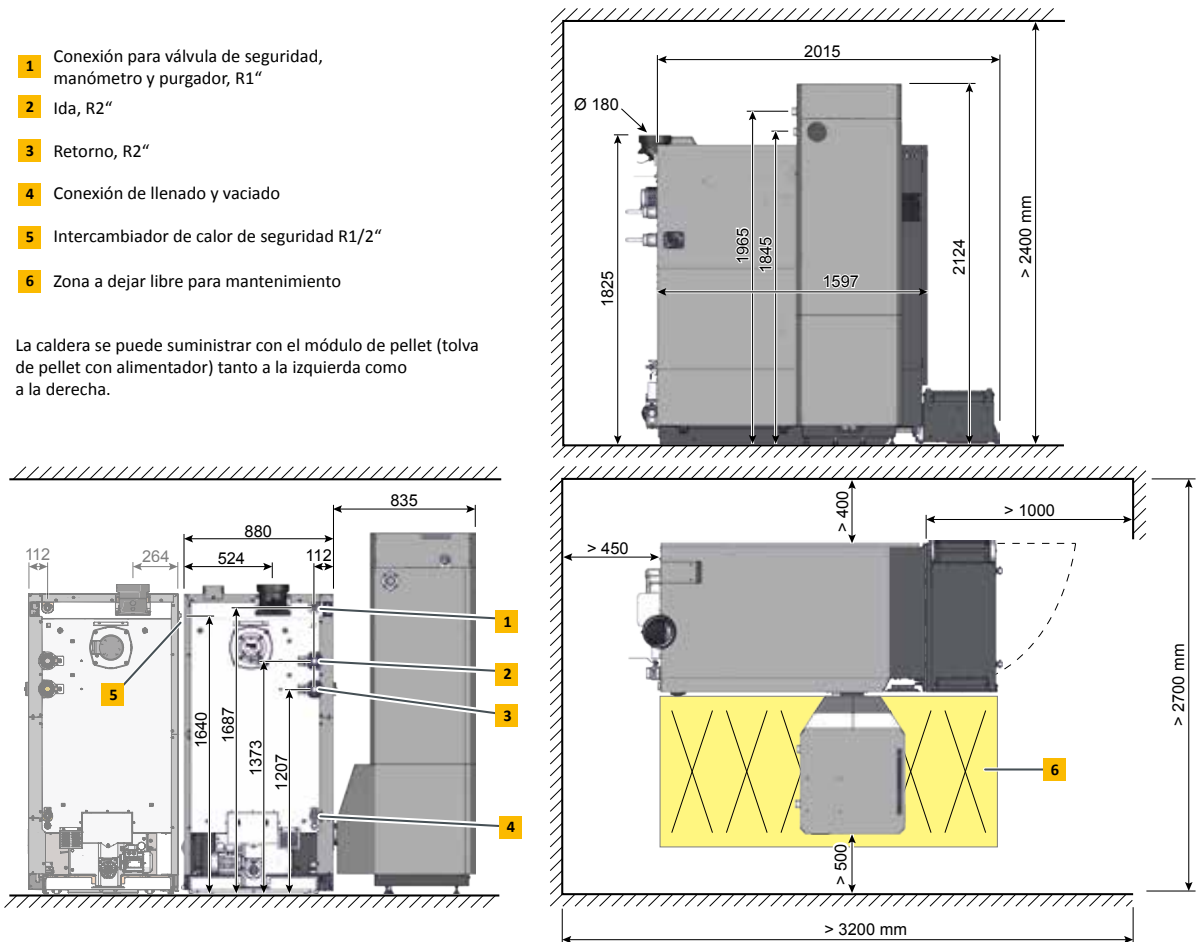 1 Conexión para válvula de seguridad,
manómetro y purgador, R1“
2 Ida, R2“
3 Retorno, R2“
4 Conexión de llenado y vaciado
5 Intercambiador de calor de seguridad R1/2“
6 Zona a dejar libre para mantenimiento
La caldera se puede suministrar con el módulo de pellet (tolva
de pellet con alimentador) tanto a la izquierda como
a la derecha.
2015
Ø 180
1825
1965
1845
1597
2124
> 2400 mm
835
880
112
264
524
112
1
2
3
4
5
1640
1687
1373
1207
> 400
> 1000
> 450
> 2700 mm
6
> 500
> 3200 mm